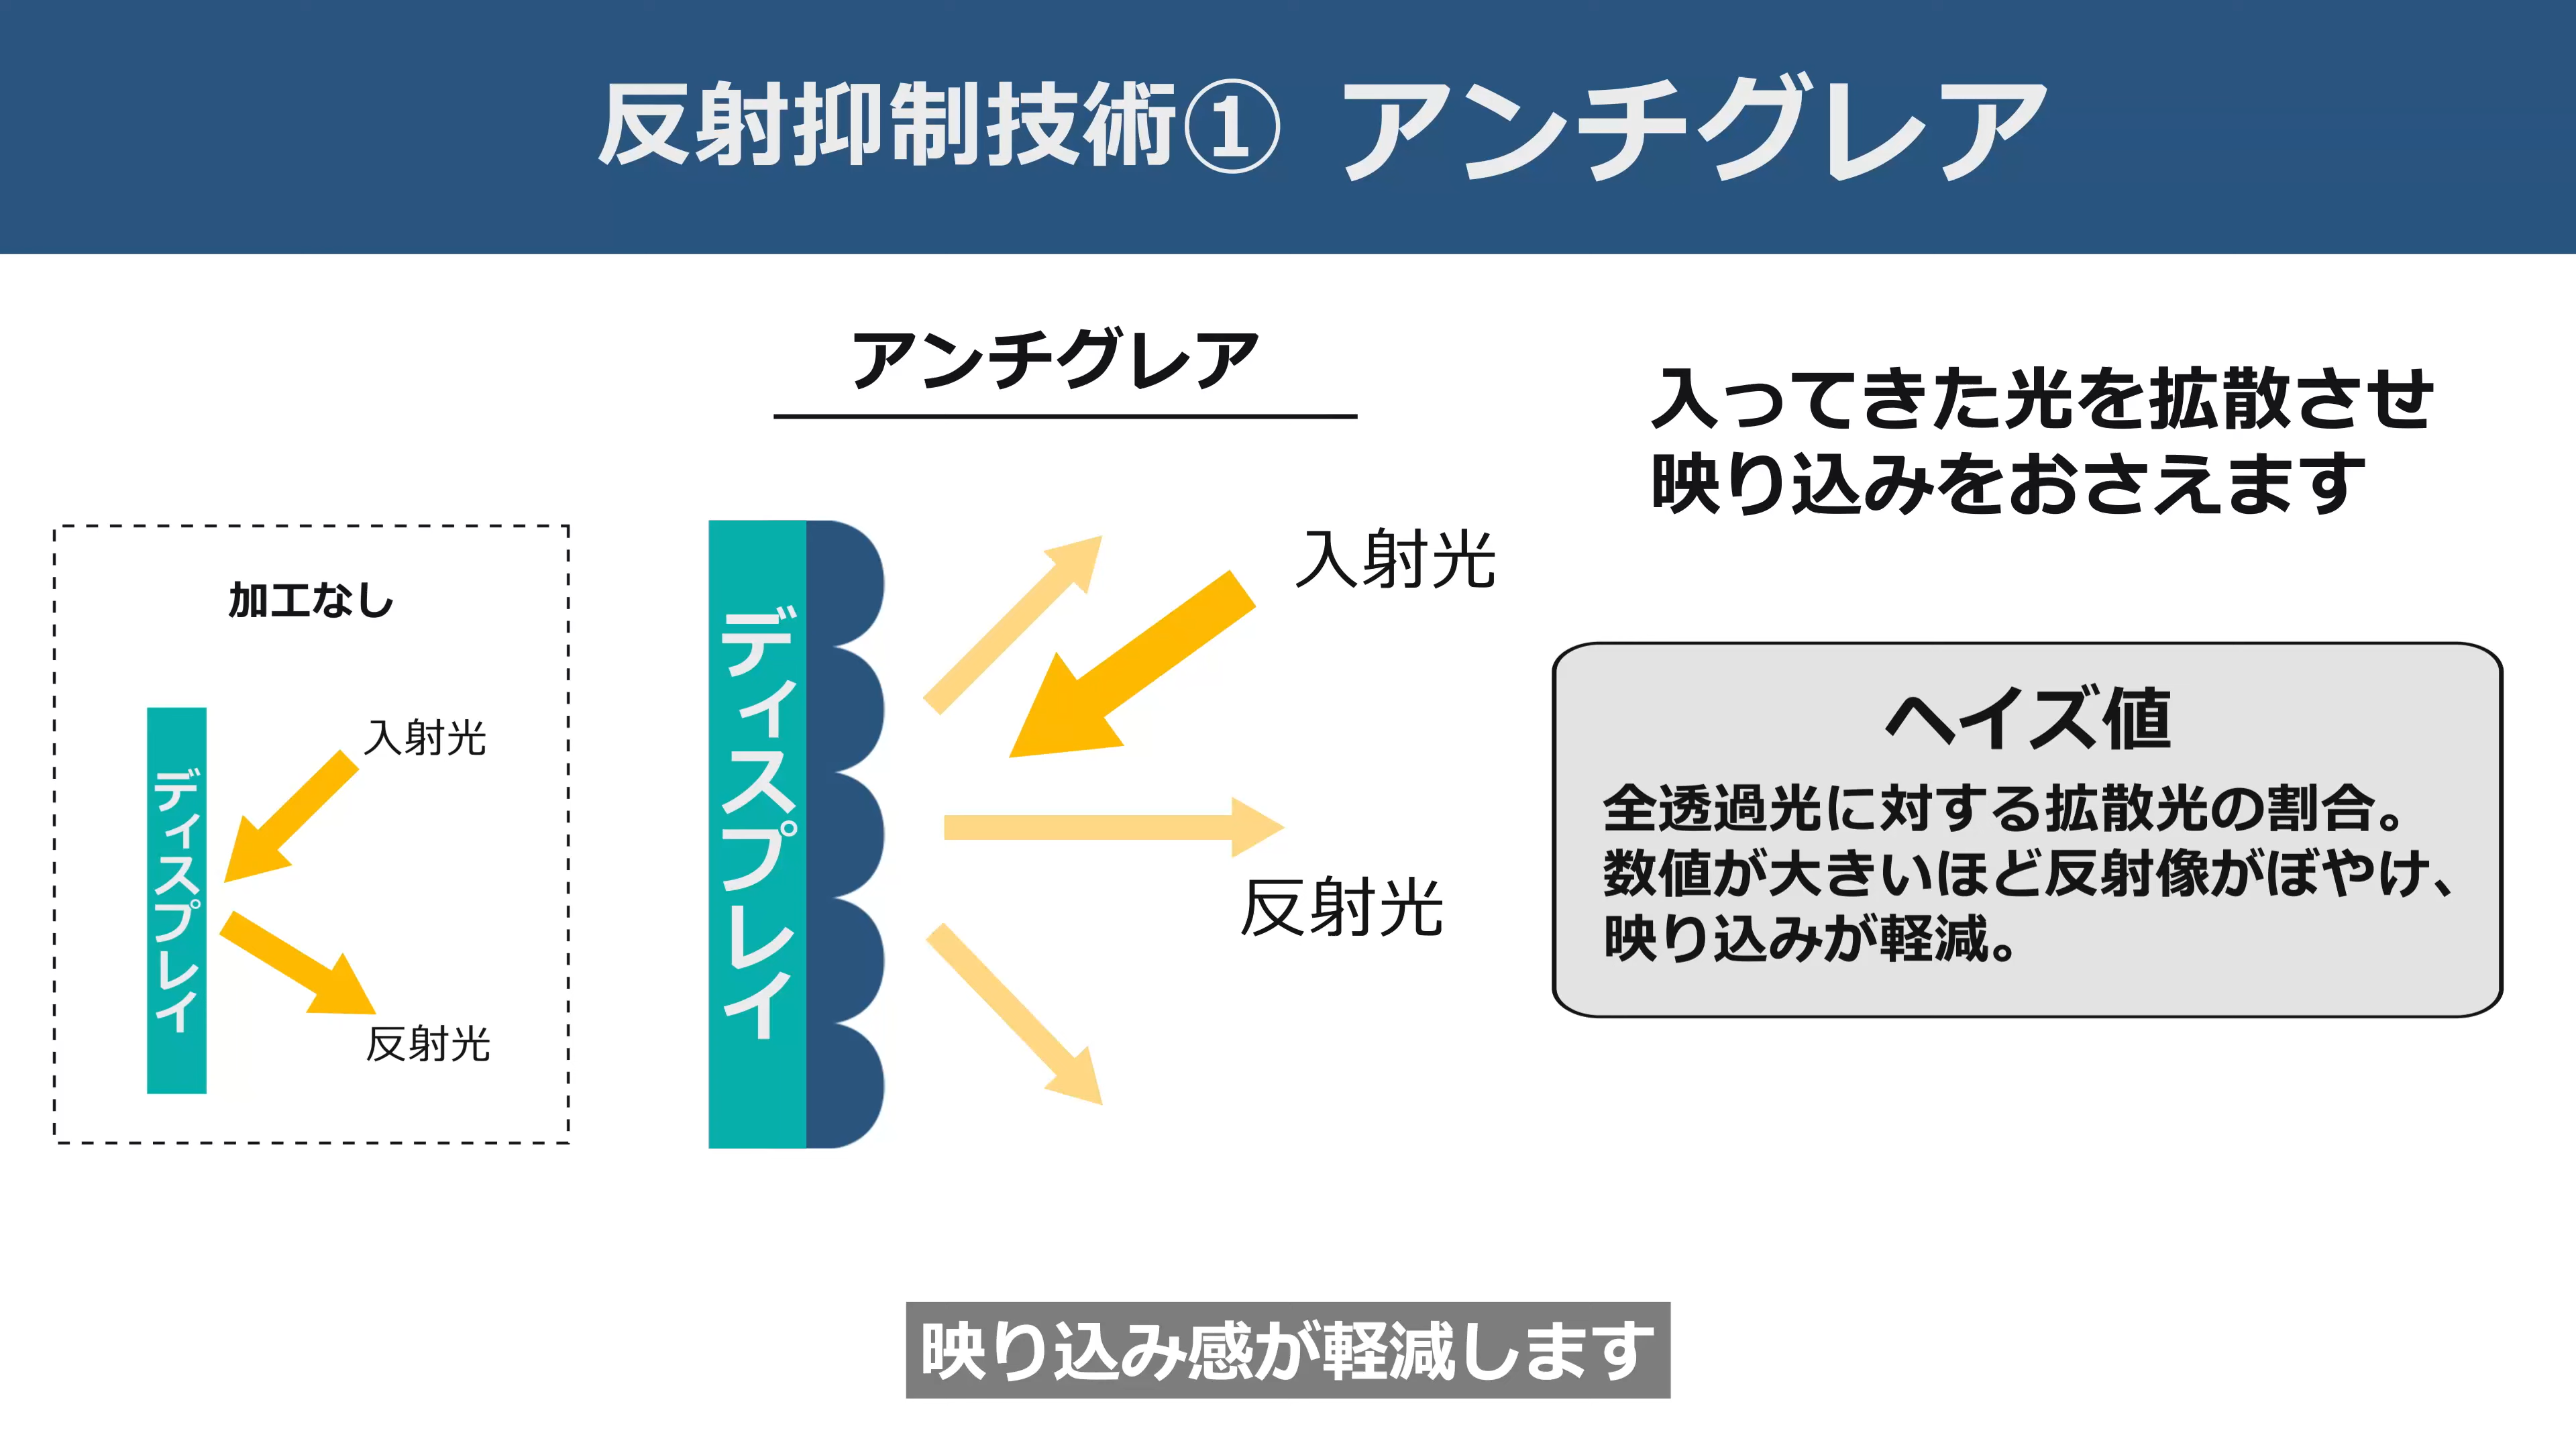 反射抑制技術① アンチグレア
アンチグレア
加工なし
ディスプレイ
入射光
反射光
ディスプレイ
入射光
反射光
入ってきた光を拡散させ
映り込みをおさえます
ヘイズ値
全透過光に対する拡散光の割合。
数値が大きいほど反射像がぼやけ、
映り込みが軽減。
映り込み感が軽減します